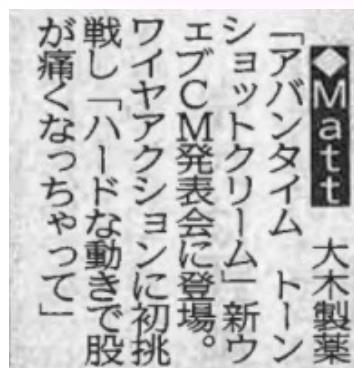 ◆Matt 大木製薬
「アバンタイム トーン
ショットクリーム」新ウ
ェブCM発表会に登場。
ワイヤアクションに初挑
戦し「ハードな動きで股
が痛くなっちゃって」